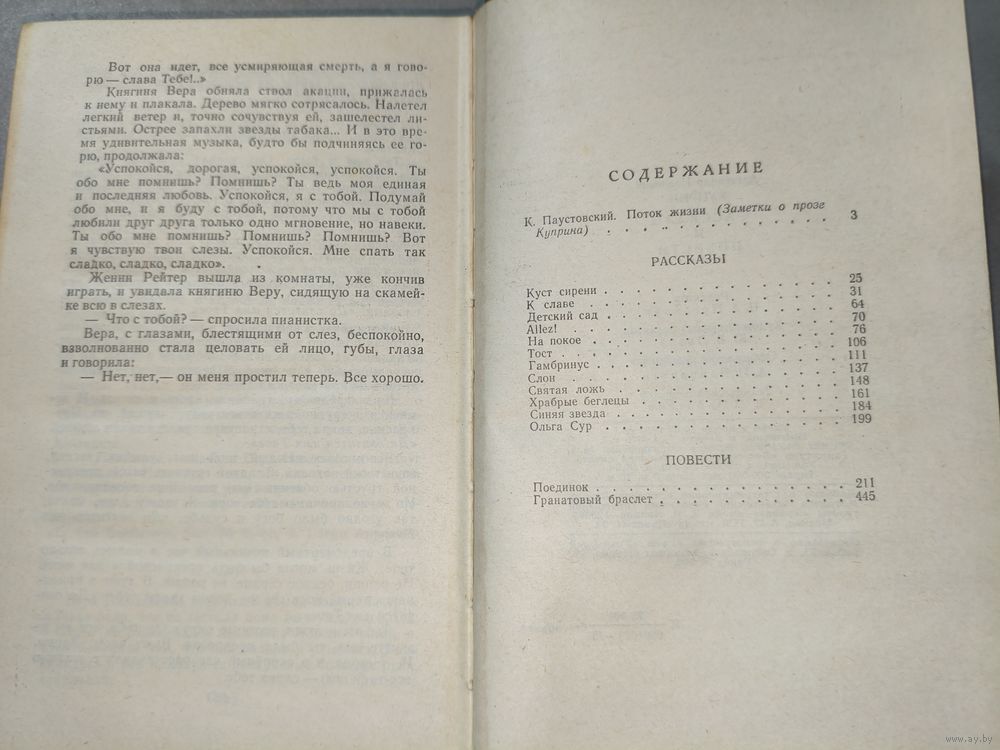 Вот она идет, все усмиряющая смерть, а я гово-
рю — слава Тебе!..»
Княгиня Вера обняла ствол акации, прижалась
к нему и плакала. Дерево мягко сотрясалось. Налетел
легкий ветер и, точно сочувствуя ей, зашелестел ли-
стьями. Острее запахли звезды табака... И в это вре-
мя удивительная музыка, будто бы подчиняясь ее го-
рю, продолжала:
«Успокойся, дорогая, успокойся, успокойся. Ты
обо мне помнишь? Помнишь? Ты ведь моя единая
и последняя любовь. Успокойся, я с тобой. Подумай
обо мне, и я буду с тобой, потому что мы с тобой
любили друг друга только одно мгновение, но навеки.
Ты обо мне помнишь? Помнишь? Помнишь? Вот
я чувствую твои слезы. Успокойся. Мне спать так
сладко, сладко, сладко».
Женни Рейтер вышла из комнаты, уже кончив
играть, и увидала княгиню Веру, сидящую на скамей-
ке всю в слезах.
— Что с тобой? — спросила пианистка.
Вера, с глазами, блестящими от слез, беспокойно,
взволнованно стала целовать ей лицо, губы, глаза
и говорила:
— Нет, нет,— он меня простил теперь. Все хорошо.
СОДЕРЖАНИЕ
К. Паустовский. Поток жизни (Заметки о прозе
Куприна) . . . . . . . . . . . 3
РАССКАЗЫ
Куст сирени . . . . . . . . . . . 25
К славе . . . . . . . . . . . 31
Детский сад . . . . . . . . . . . 64
Allez! . . . . . . . . . . . 70
На покое . . . . . . . . . . . 76
Тост . . . . . . . . . . . 106
Гамбринус . . . . . . . . . . . 111
Слон . . . . . . . . . . . 137
Святая ложь . . . . . . . . . . . 148
Храбрые беглецы . . . . . . . . . . . 161
Синяя звезда . . . . . . . . . . . 184
Ольга Сур . . . . . . . . . . . 199
ПОВЕСТИ
Поединок . . . . . . . . . . . 211
Гранатовый браслет . . . . . . . . . . . 445
www.ay.by